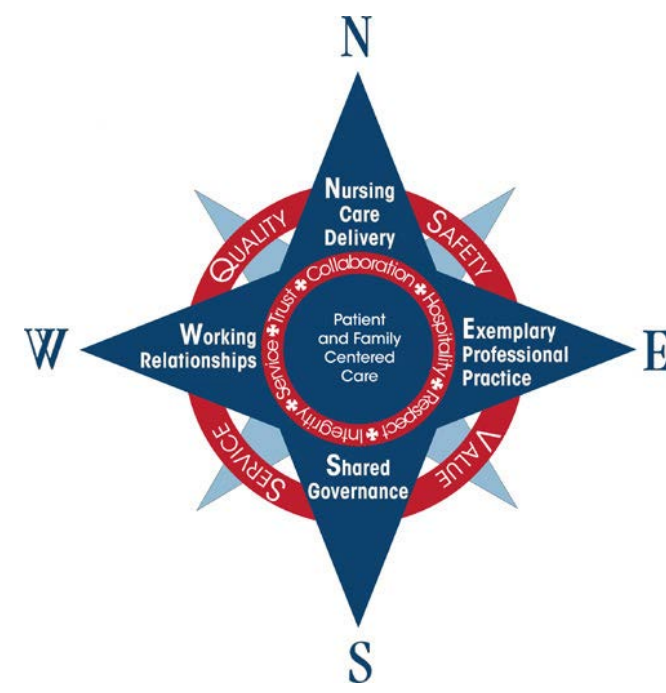 N
Nursing
Care
Delivery
QUALITY
SAFETY
Trust ✤ Collaboration ✤ Hospitality ✤ Respect ✤ Integrity ✤ Service ✤
W
Working
Relationships
Patient
and Family
Centered
Care
Exemplary
Professional
Practice
E
SERVICE
VALUE
Shared
Governance
S